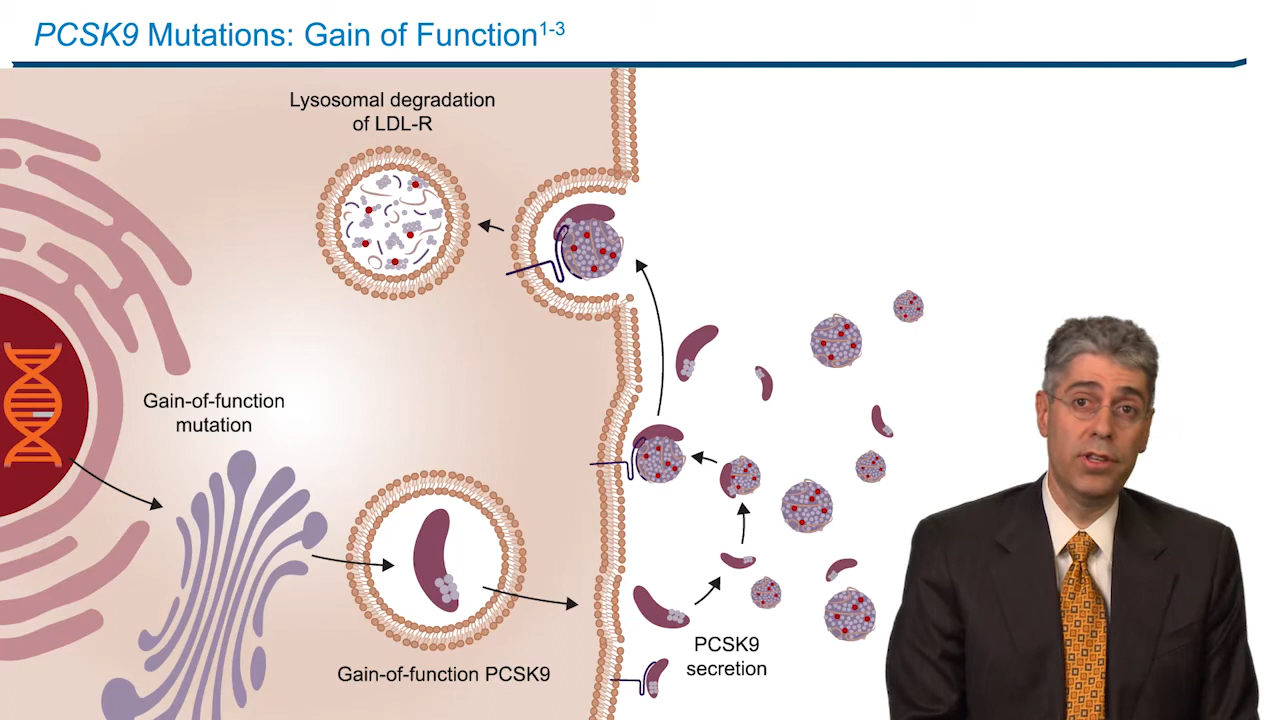 PCSK9 Mutations: Gain of Function1-3
Lysosomal degradation
of LDL-R
Gain-of-function
mutation
Gain-of-function PCSK9
PCSK9
secretion